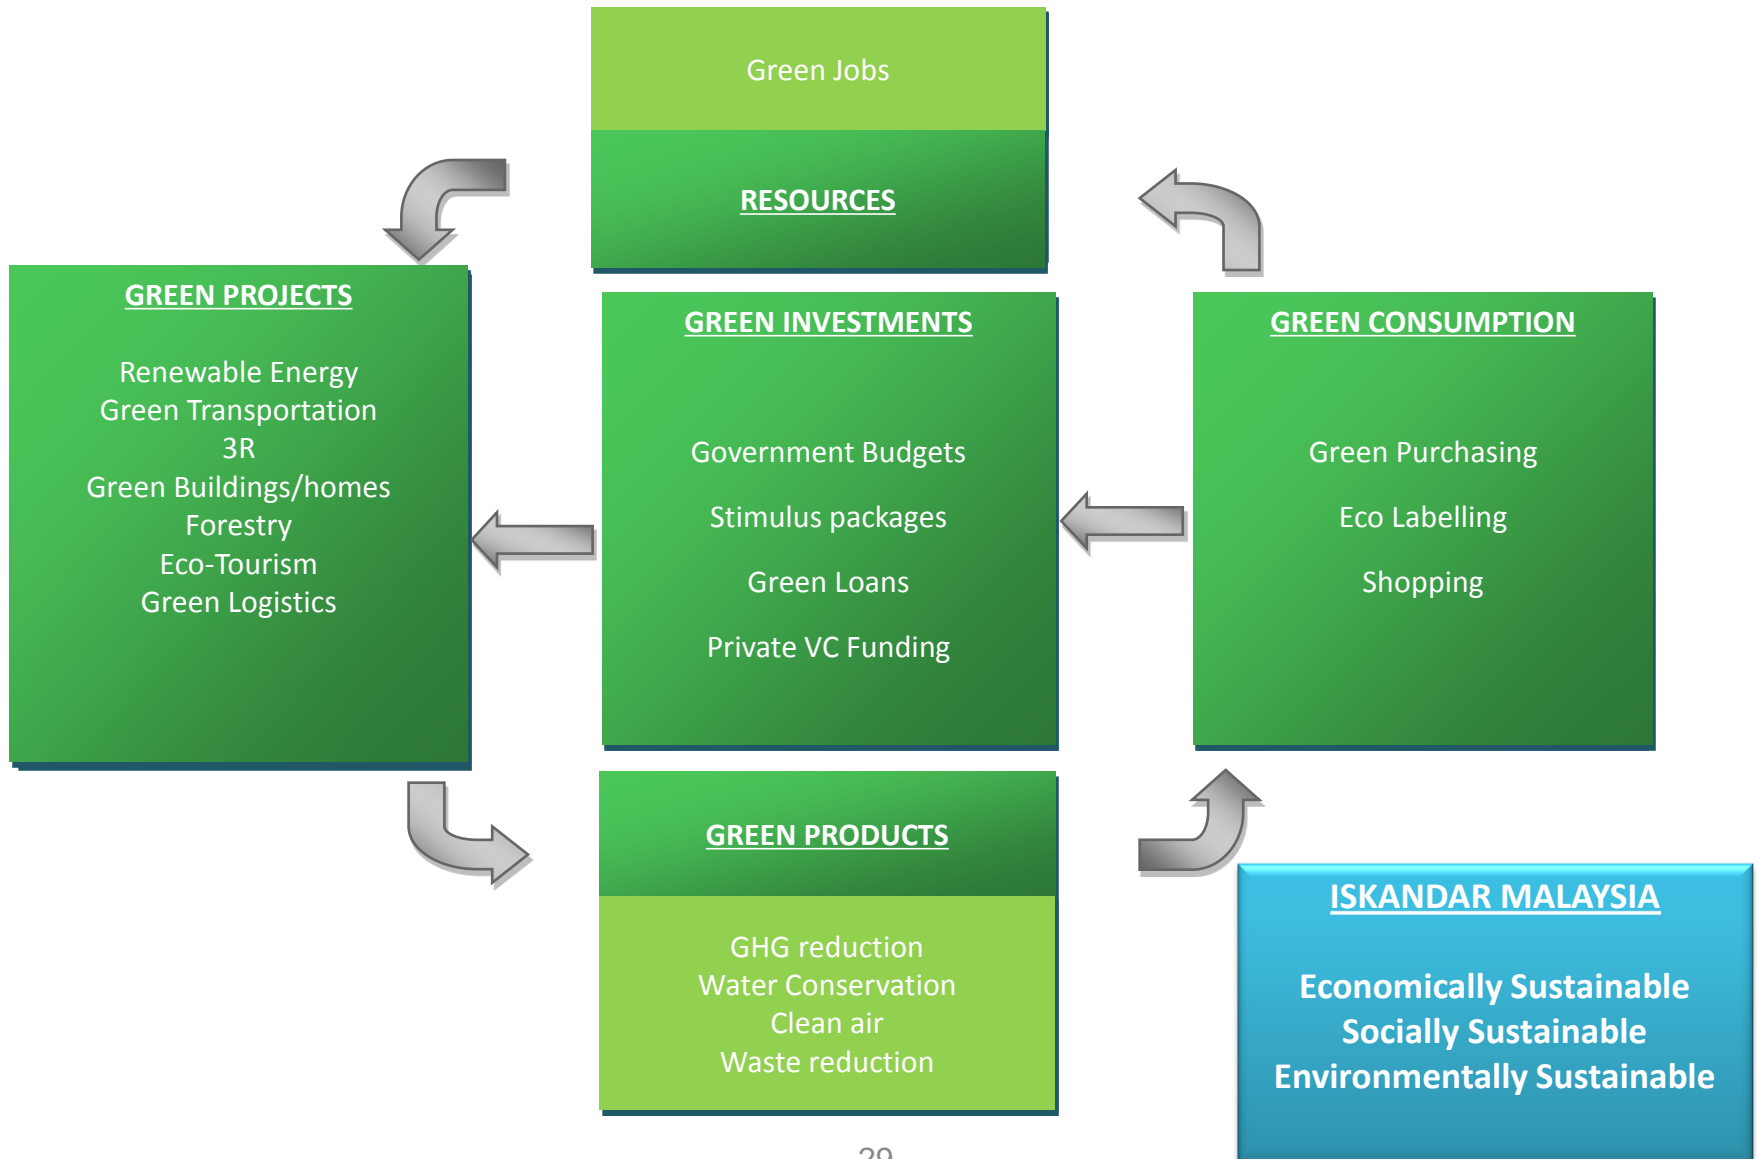 Green Jobs
RESOURCES
GREEN PROJECTS
Renewable Energy
Green Transportation
3R
Green Buildings/homes
Forestry
Eco-Tourism
Green Logistics
GREEN INVESTMENTS
Government Budgets
Stimulus packages
Green Loans
Private VC Funding
GREEN CONSUMPTION
Green Purchasing
Eco Labelling
Shopping
GREEN PRODUCTS
GHG reduction
Water Conservation
Clean air
Waste reduction
ISKANDAR MALAYSIA
Economically Sustainable
Socially Sustainable
Environmentally Sustainable
29